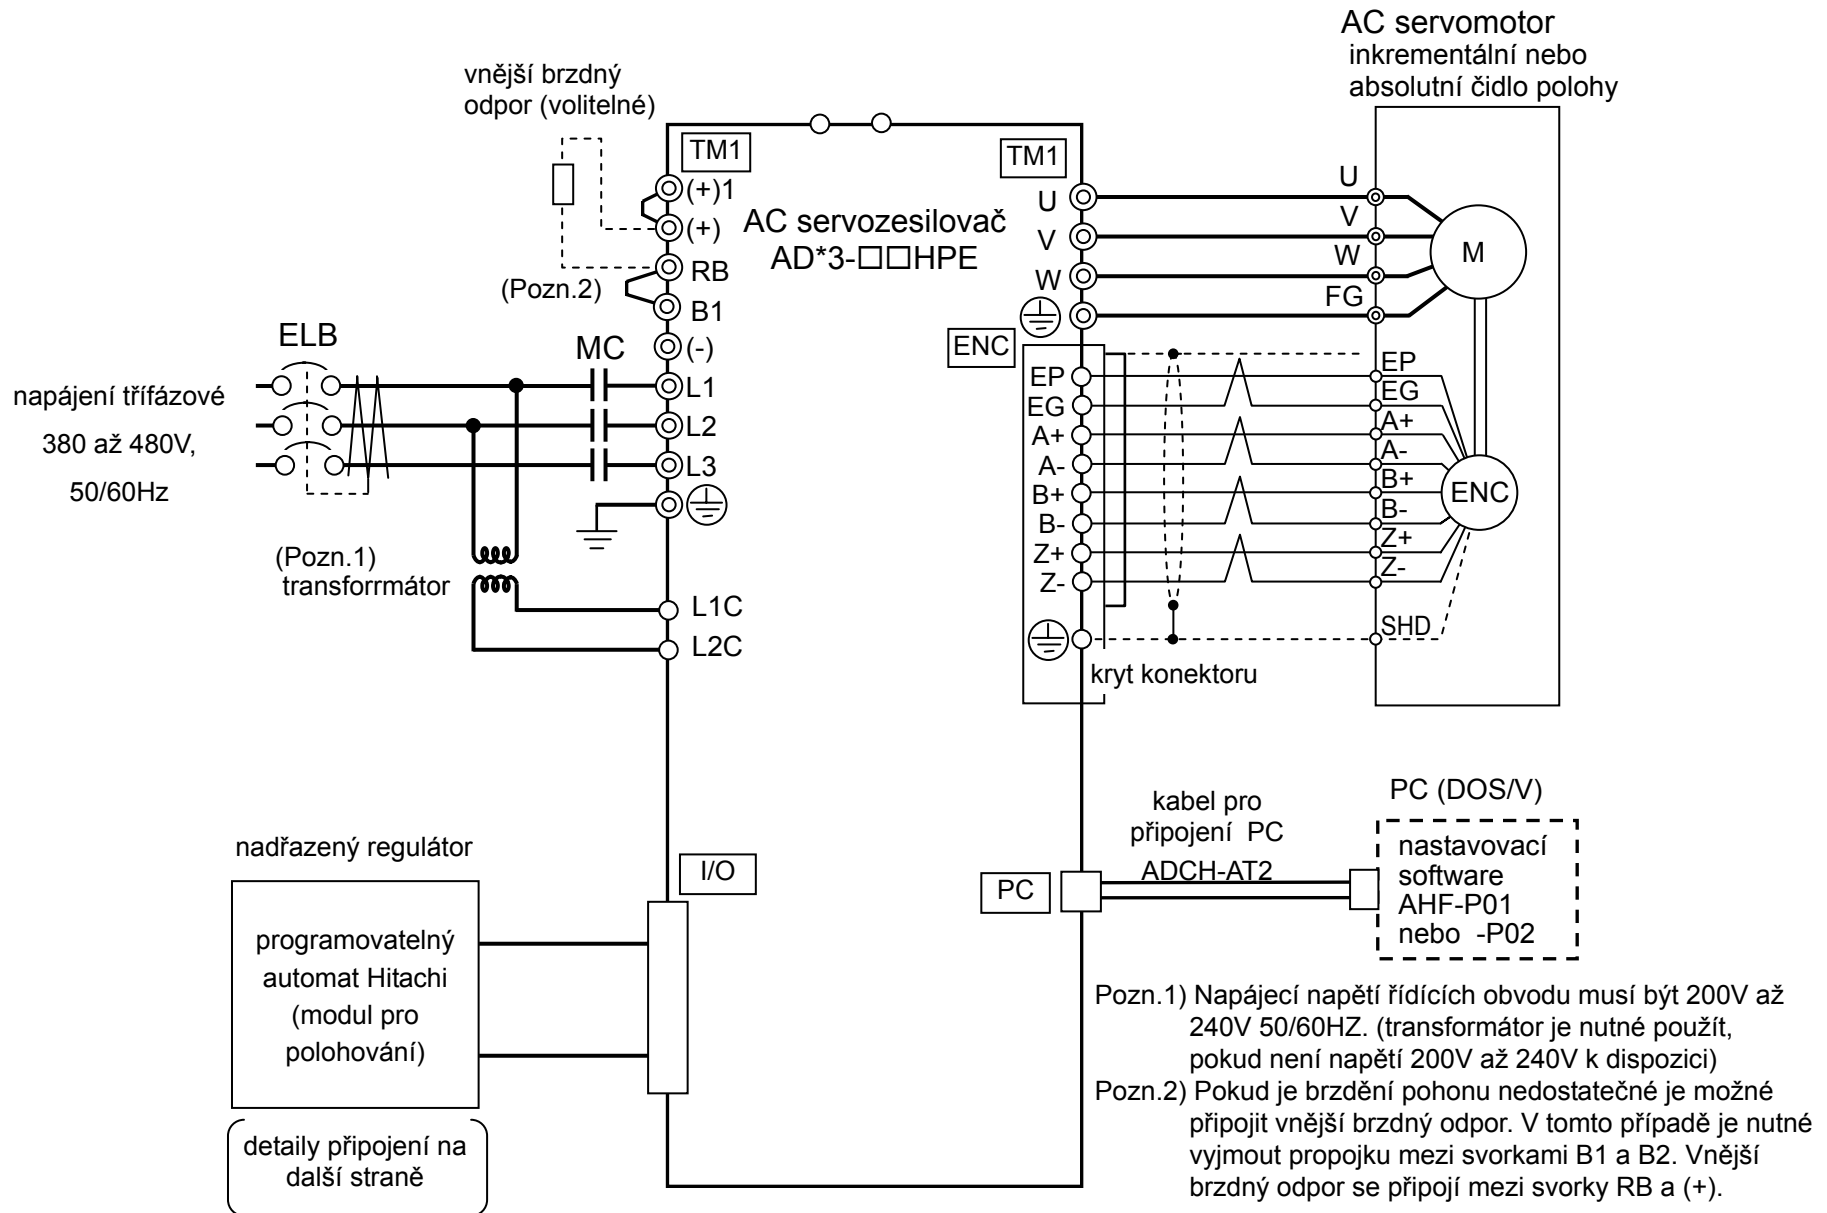 AC servomotor
inkrementální nebo
absolutní čidlo polohy
vnější brzdný
odpor (volitelné)
TM1
(+)1
(+)
RB
(Pozn.2)
B1
(-)
L1
L2
L3
AC servozesilovač
AD*3-□□HPE
TM1
U
V
W
U
V
W
FG
M
ELB
MC
napájení třífázové
380 až 480V,
50/60Hz
(Pozn.1)
transforrmátor
L1C
L2C
ENC
EP
EG
A+
A-
B+
B-
Z+
Z-
EP
EG
A+
A-
B+
B-
Z+
Z-
SHD
ENC
kryt konektoru
nadřazený regulátor
programovatelný
automat Hitachi
(modul pro
polohování)
detaily připojení na
další straně
I/O
PC
kabel pro
připojení  PC
ADCH-AT2
PC (DOS/V)
nastavovací
software
AHF-P01
nebo  -P02
Pozn.1) Napájecí napětí řídících obvodu musí být 200V až
240V 50/60HZ. (transformátor je nutné použít,
pokud není napětí 200V až 240V k dispozici)
Pozn.2) Pokud je brzdění pohonu nedostatečné je možné
připojit vnější brzdný odpor. V tomto případě je nutné
vyjmout propojku mezi svorkami B1 a B2. Vnější
brzdný odpor se připojí mezi svorky RB a (+).